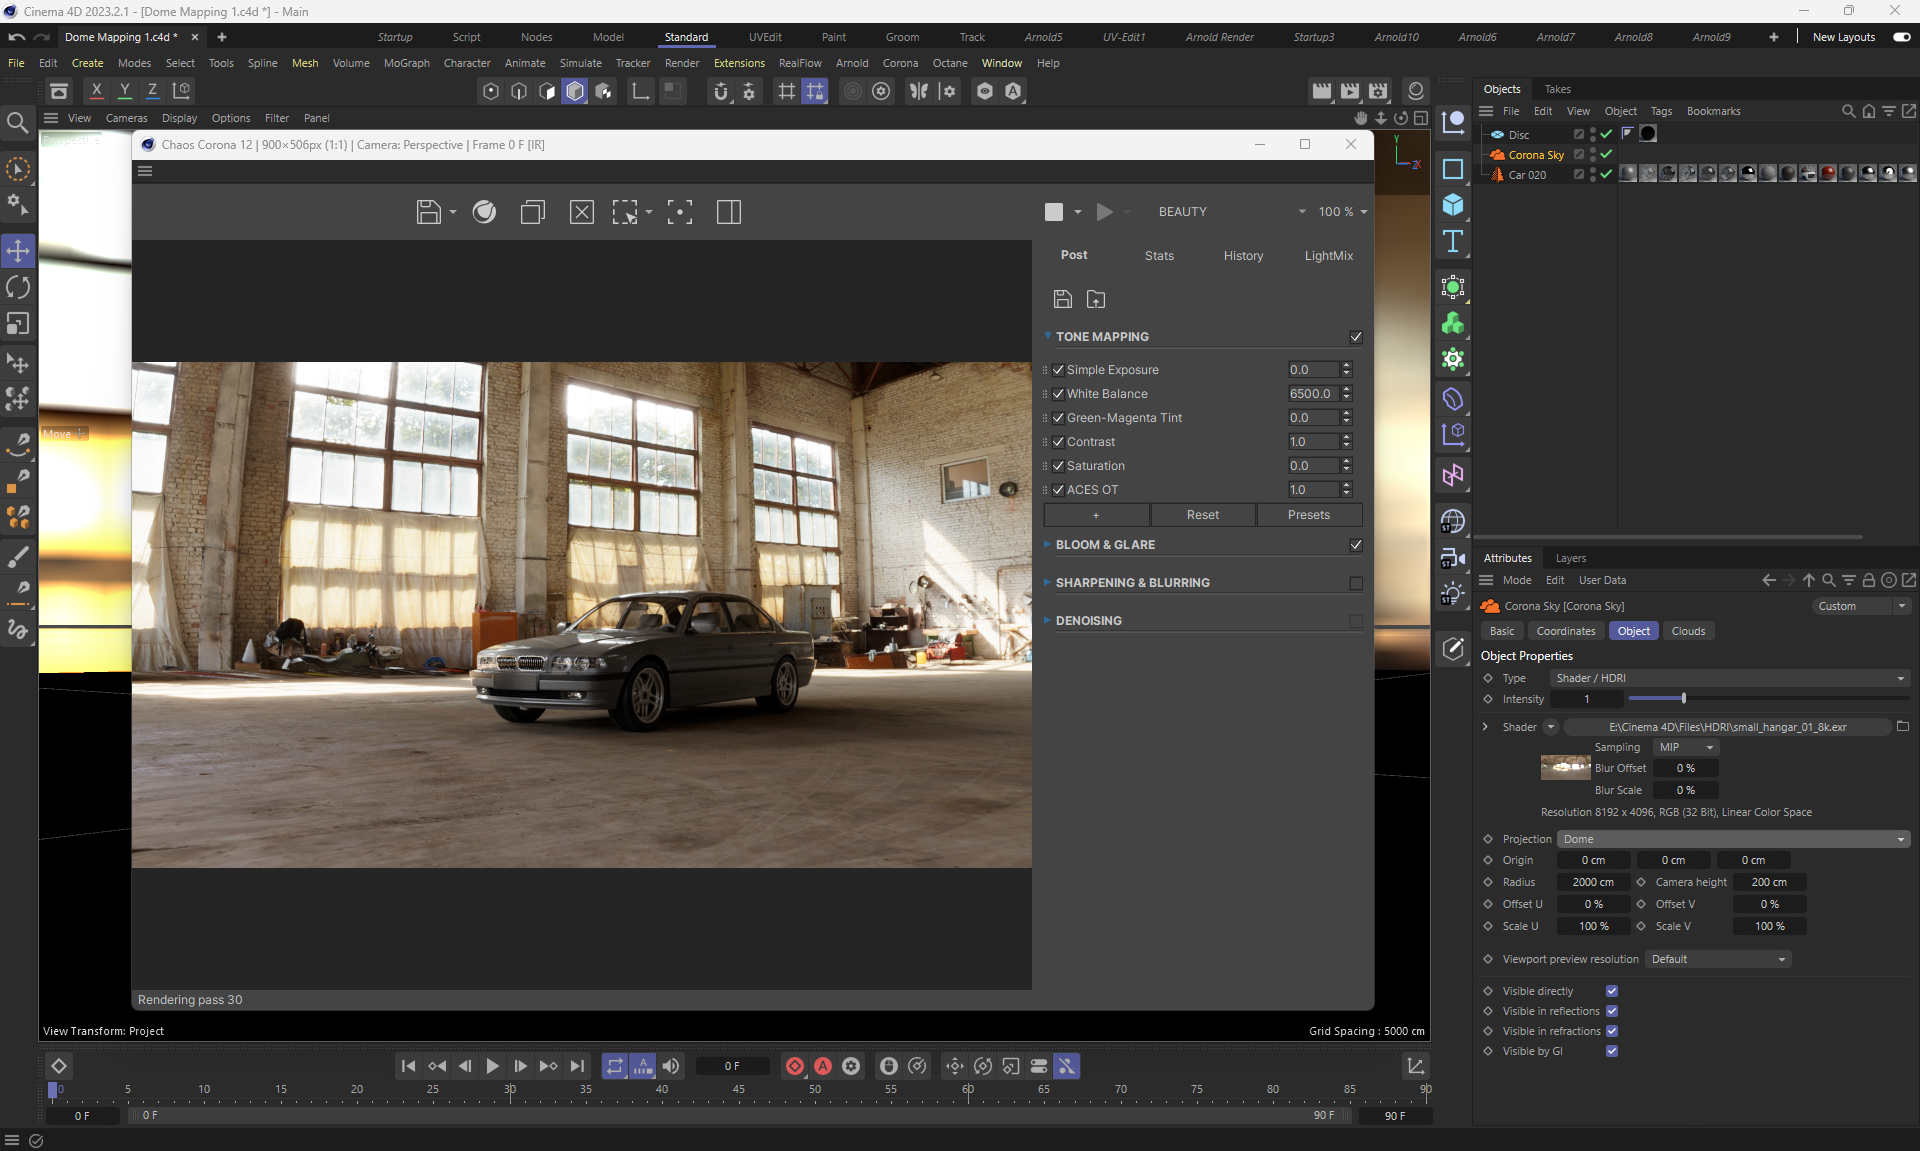 Cinema 4D 2023.2.1 - [Dome Mapping 1.c4d *] - Main
Dome Mapping 1.c4d * × + Startup Script Nodes Model Standard UVEdit Paint Groom Track Arnold5 UV-Edit1 Arnold Render Startup3 Arnold10 Arnold6 Arnold7 Arnold8 Arnold9 + New Layouts
File Edit Create Modes Select Tools Spline Mesh Volume MoGraph Character Animate Simulate Tracker Render Extensions RealFlow Arnold Corona Octane Window Help
X Y Z
View Cameras Display Options Filter Panel
Perspective
Chaos Corona 12 | 900×506px (1:1) | Camera: Perspective | Frame 0 F [IR]
BEAUTY 100 %
Post Stats History LightMix
TONE MAPPING
Simple Exposure 0.0
White Balance 6500.0
Green-Magenta Tint 0.0
Contrast 1.0
Saturation 0.0
ACES OT 1.0
+ Reset Presets
BLOOM & GLARE
SHARPENING & BLURRING
DENOISING
Rendering pass 30
Move
Y
Z
View Transform: Project
Grid Spacing : 5000 cm
Objects Takes
File Edit View Object Tags Bookmarks
Disc
Corona Sky
Car 020
Attributes Layers
Mode Edit User Data
Corona Sky [Corona Sky] Custom
Basic Coordinates Object Clouds
Object Properties
Type Shader / HDRI
Intensity 1
Shader E:\Cinema 4D\Files\HDRI\small_hangar_01_8k.exr
Sampling MIP
Blur Offset 0 %
Blur Scale 0 %
Resolution 8192 x 4096, RGB (32 Bit), Linear Color Space
Projection Dome
Origin 0 cm 0 cm 0 cm
Radius 2000 cm Camera height 200 cm
Offset U 0 % Offset V 0 %
Scale U 100 % Scale V 100 %
Viewport preview resolution Default
Visible directly
Visible in reflections
Visible in refractions
Visible by GI
0 F
0 5 10 15 20 25 30 35 40 45 50 55 60 65 70 75 80 85 90
0 F 0 F 90 F 90 F